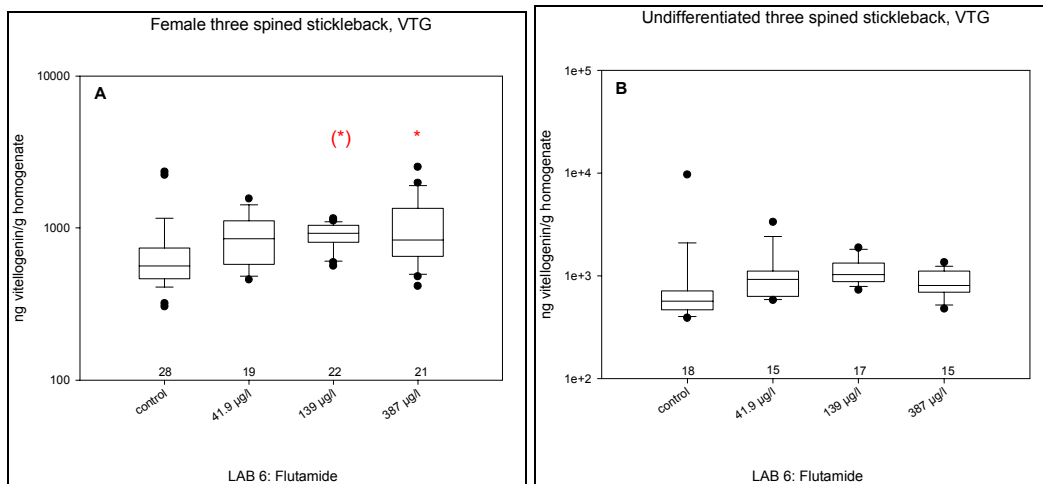 Female three spined stickleback, VTG
A
ng vitellogenin/g homogenate
10000
1000
100
(*)
*
28
19
22
21
control
41.9 µg/l
139 µg/l
387 µg/l
LAB 6: Flutamide
Undifferentiated three spined stickleback, VTG
B
ng vitellogenin/g homogenate
1e+5
1e+4
1e+3
1e+2
18
15
17
15
control
41.9 µg/l
139 µg/l
387 µg/l
LAB 6: Flutamide